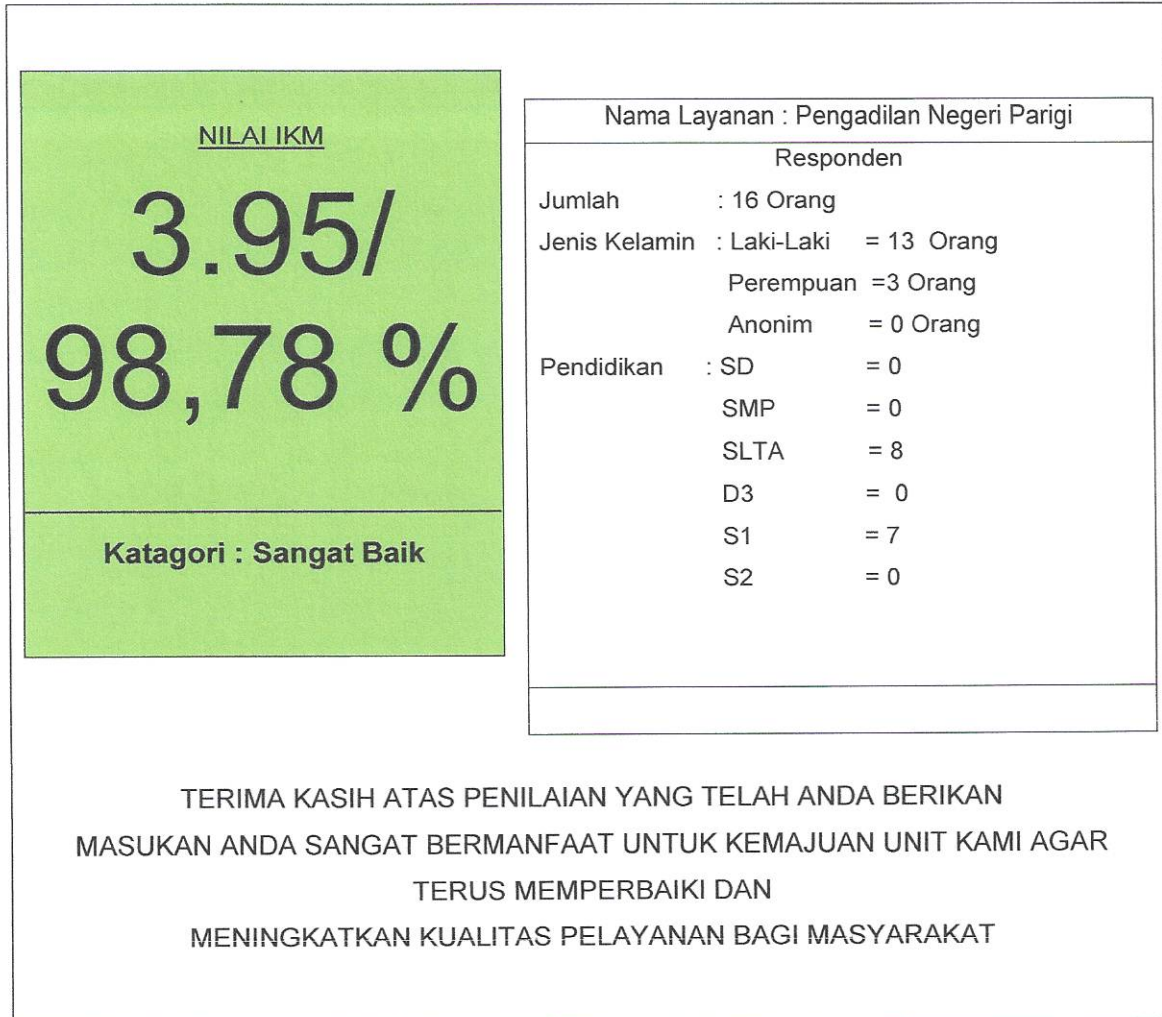 NILAI IKM
3.95/
98,78 %
Katagori : Sangat Baik
Nama Layanan : Pengadilan Negeri Parigi
Responden
Jumlah : 16 Orang
Jenis Kelamin : Laki-Laki = 13 Orang
Perempuan =3 Orang
Anonim = 0 Orang
Pendidikan : SD = 0
SMP = 0
SLTA = 8
D3 = 0
S1 = 7
S2 = 0
TERIMA KASIH ATAS PENILAIAN YANG TELAH ANDA BERIKAN
MASUKAN ANDA SANGAT BERMANFAAT UNTUK KEMAJUAN UNIT KAMI AGAR
TERUS MEMPERBAIKI DAN
MENINGKATKAN KUALITAS PELAYANAN BAGI MASYARAKAT